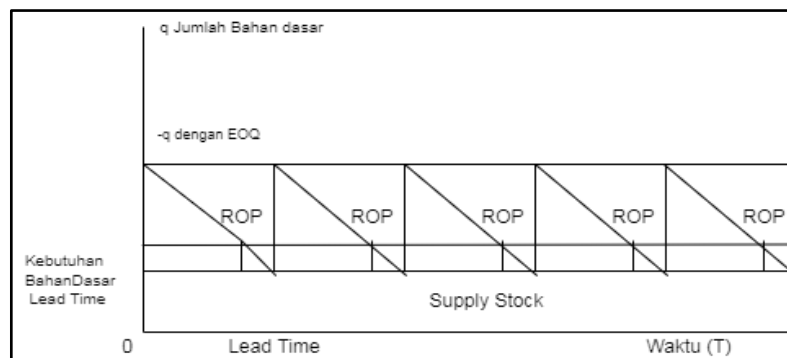 q Jumlah Bahan dasar
-q dengan EOQ
ROP ROP ROP ROP ROP
Kebutuhan
BahanDasar
Lead Time
Supply Stock
0 Lead Time Waktu (T)